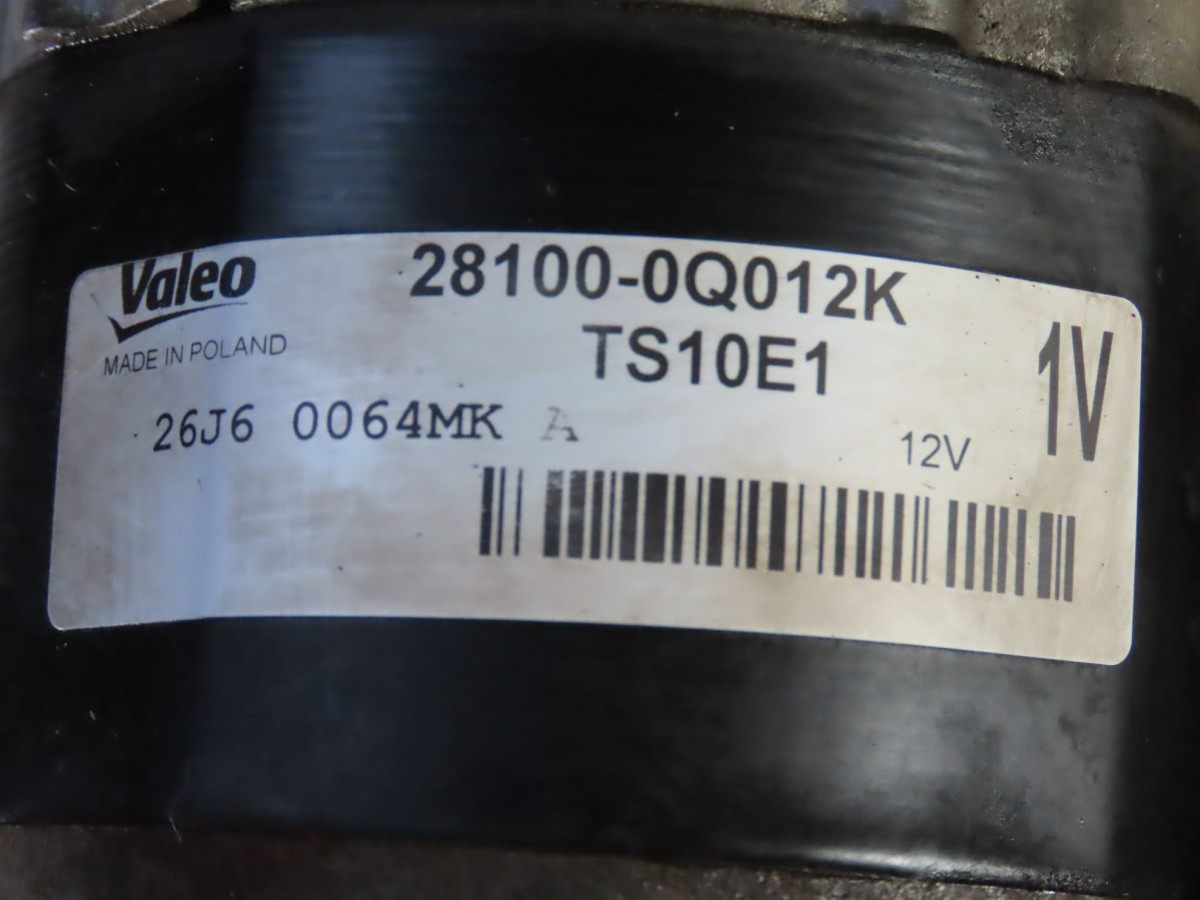 Valeo
MADE IN POLAND
28100-0Q012K
TS10E1
1V
26J6 0064MK A
12V